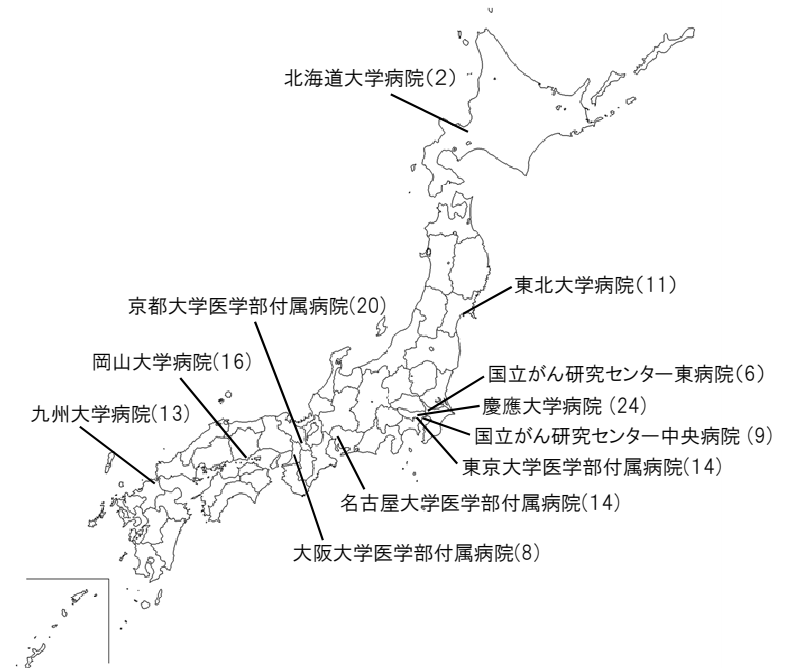 北海道大学病院(2)
東北大学病院(11)
京都大学医学部付属病院(20)
岡山大学病院(16)
国立がん研究センター東病院(6)
九州大学病院(13)
慶應大学病院 (24)
国立がん研究センター中央病院 (9)
東京大学医学部付属病院(14)
名古屋大学医学部付属病院(14)
大阪大学医学部付属病院(8)